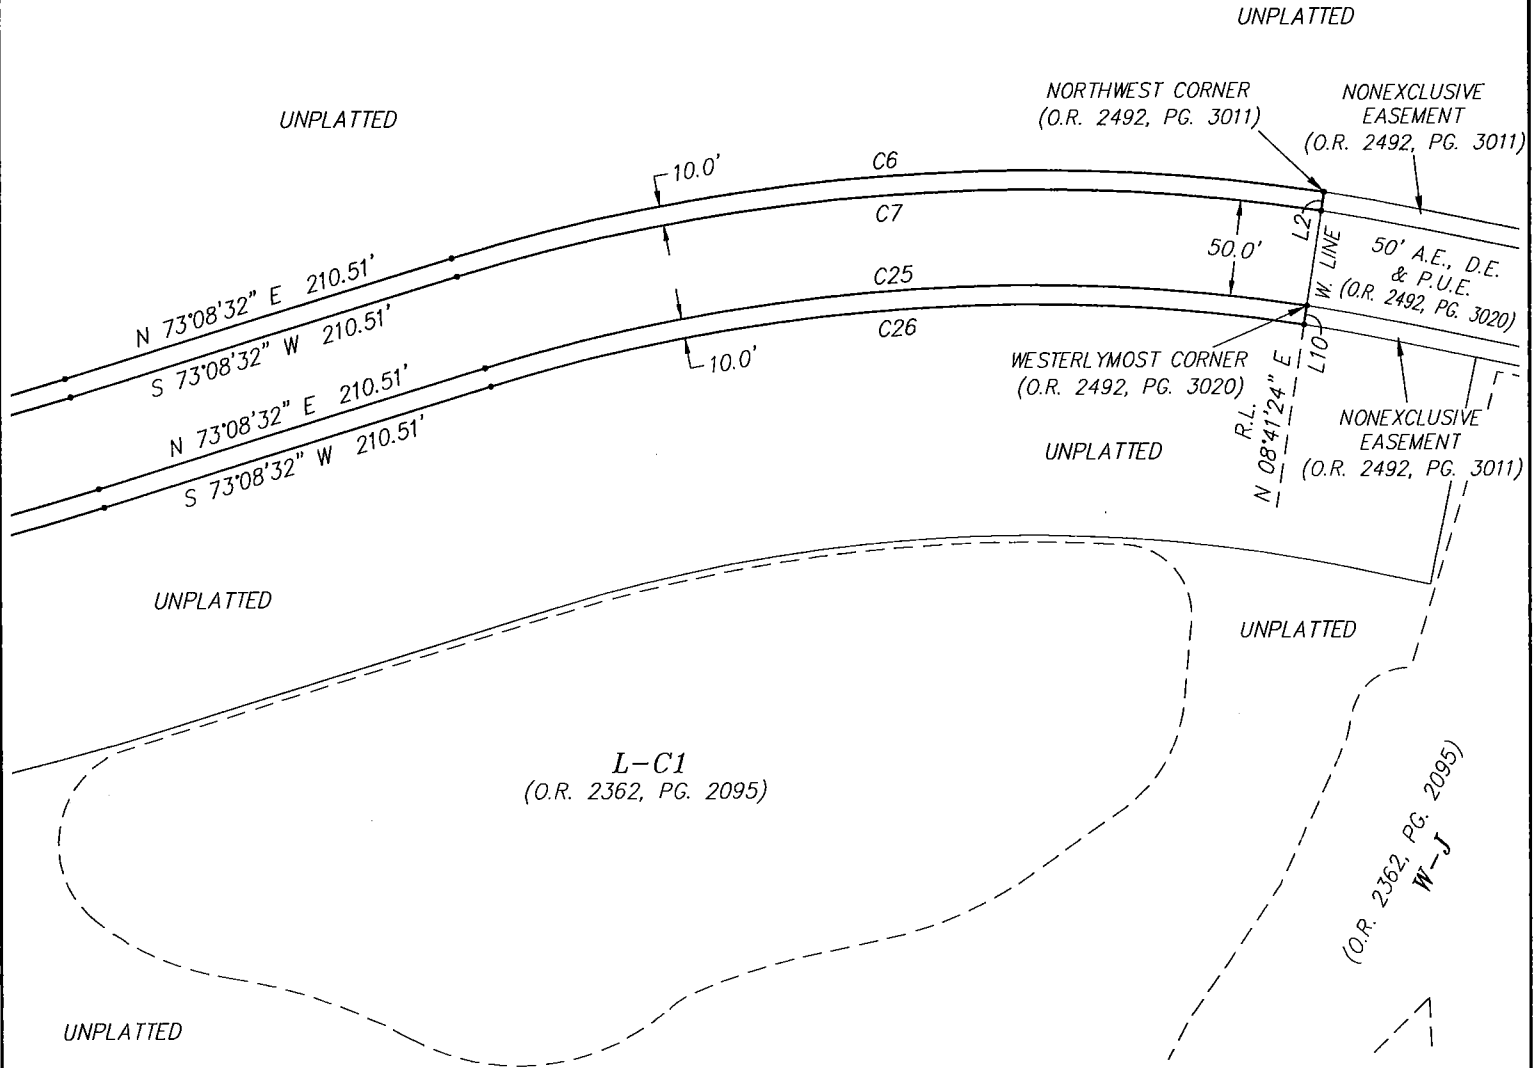 UNPLATTED
UNPLATTED
NORTHWEST CORNER
(O.R. 2492, PG. 3011)
NONEXCLUSIVE
EASEMENT
(O.R. 2492, PG. 3011)
10.0'
C6
C7
L2
W. LINE
50.0'
50' A.E., D.E.
& P.U.E.
(O.R. 2492, PG. 3020)
N 73°08'32" E 210.51'
S 73°08'32" W 210.51'
C25
C26
10.0'
WESTERLYMOST CORNER
(O.R. 2492, PG. 3020)
L10
R.L.
N 08°41'24" E
N 73°08'32" E 210.51'
S 73°08'32" W 210.51'
NONEXCLUSIVE
EASEMENT
(O.R. 2492, PG. 3011)
UNPLATTED
UNPLATTED
UNPLATTED
L-C1
(O.R. 2362, PG. 2095)
(O.R. 2362, PG. 2095)
W-J
UNPLATTED